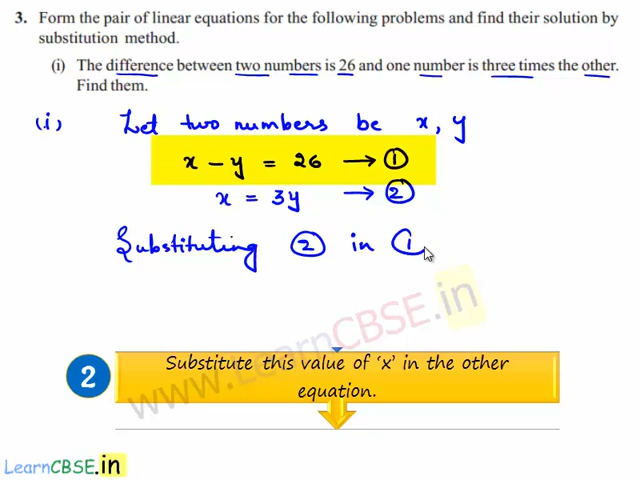 3. Form the pair of linear equations for the following problems and find their solution by
substitution method.
(i) The difference between two numbers is 26 and one number is three times the other.
Find them.
(i) Let two numbers be x, y
x – y = 26 → ①
x = 3y → ②
Substituting ② in ①
2
Substitute this value of ‘x’ in the other
equation.
www.LearnCBSE.in
LearnCBSE.in